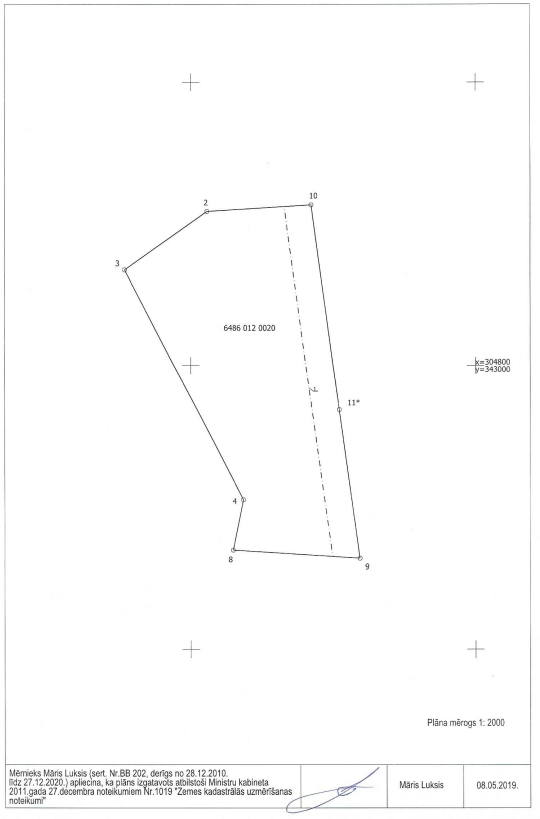 10
2
3
6486 012 0020
x=304800
y=343000
11*
4
8
9
Plāna mērogs 1: 2000
Mērnieks Māris Luksis (sert. Nr.BB 202, derīgs no 28.12.2010.
līdz 27.12.2020.) apliecina, ka plāns izgatavots atbilstoši Ministru kabineta
2011.gada 27.decembra noteikumiem Nr.1019 "Zemes kadastrālās uzmērīšanas
noteikumi"
Māris Luksis
08.05.2019.